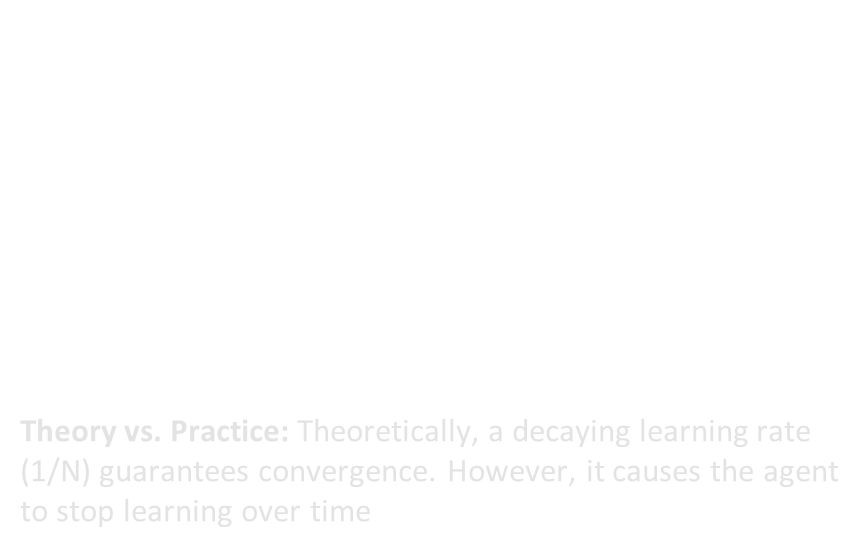 Theory vs. Practice: Theoretically, a decaying learning rate
(1/N) guarantees convergence. However, it causes the agent
to stop learning over time